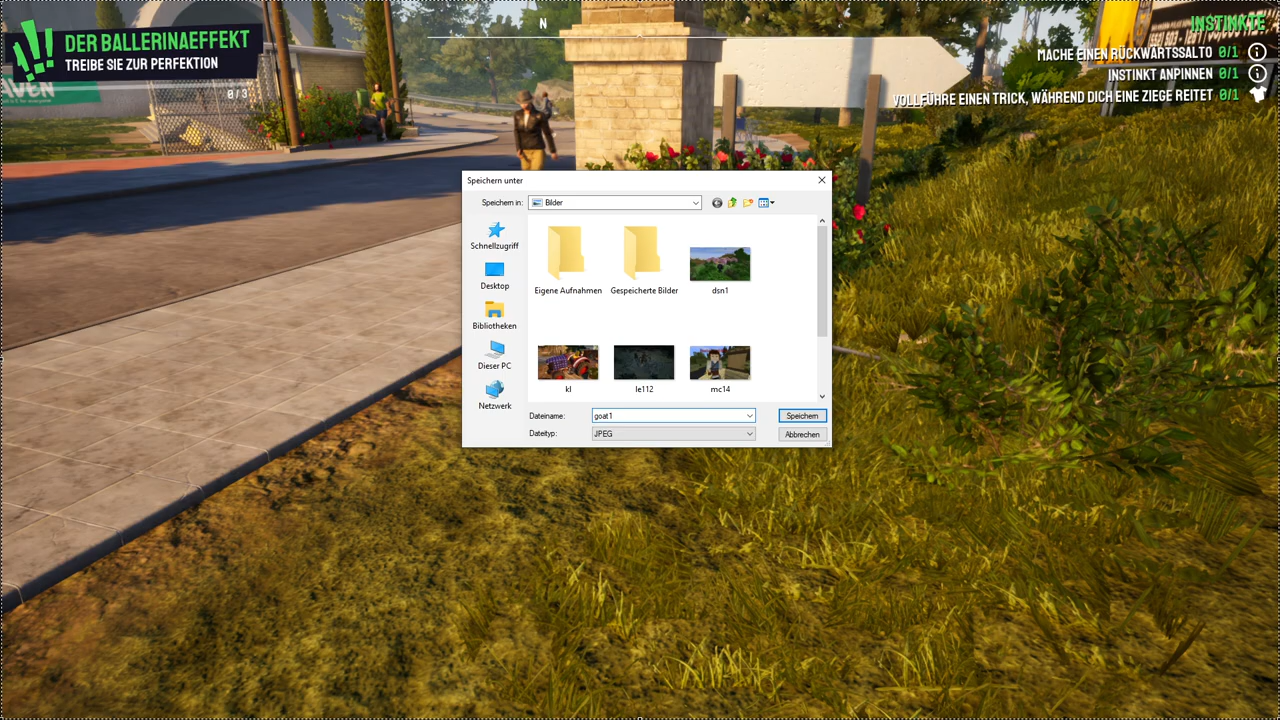 DER BALLERINAEFFEKT
TREIBE SIE ZUR PERFEKTION
0/3
N
INSTINKTE
MACHE EINEN RÜCKWÄRTSSALTO 0/1
INSTINKT ANPINNEN 0/1
VOLLFÜHRE EINEN TRICK, WÄHREND DICH EINE ZIEGE REITET 0/1
Speichern unter
Speichern in:
Bilder
Schnellzugriff
Desktop
Bibliotheken
Dieser PC
Netzwerk
Eigene Aufnahmen
Gespeicherte Bilder
dsn1
kl
le112
mc14
Dateiname:
goat1
Speichern
Dateityp:
JPEG
Abbrechen